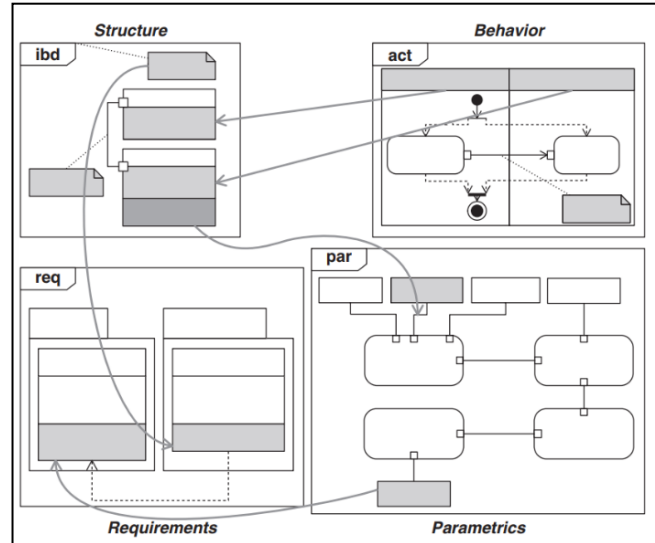 Structure
Behavior
ibd
act
req
par
Requirements
Parametrics